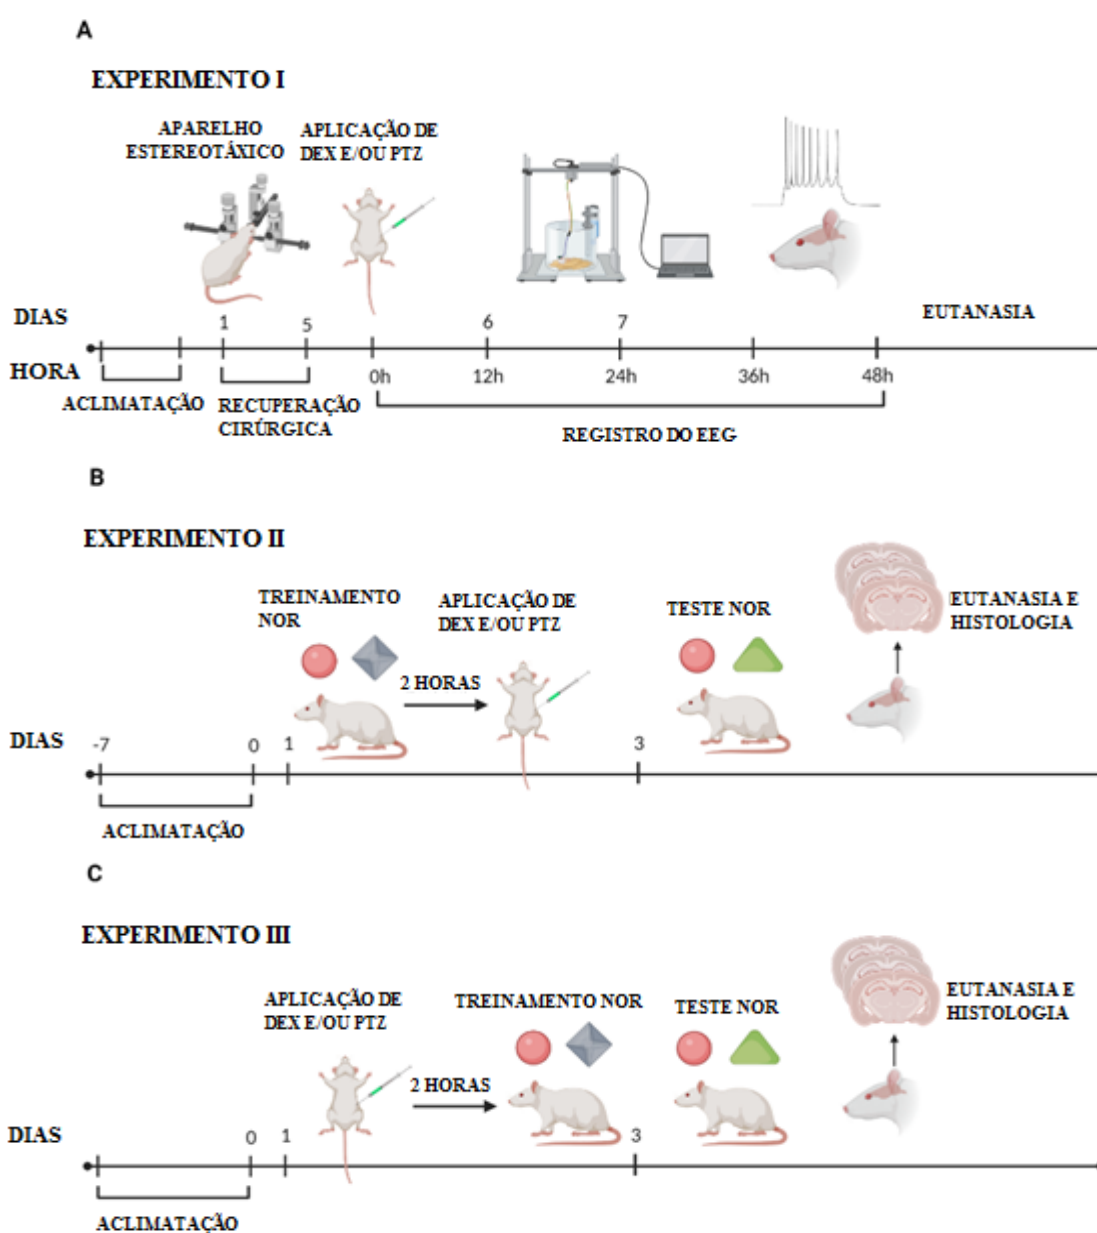 A
EXPERIMENTO I
APARELHO
ESTEREOTÁXICO
APLICAÇÃO DE
DEX E/OU PTZ
DIAS
1
5
6
7
EUTANASIA
HORA
0h
12h
24h
36h
48h
ACLIMATAÇÃO
RECUPERAÇÃO
CIRÚRGICA
REGISTRO DO EEG
B
EXPERIMENTO II
TREINAMENTO
NOR
APLICAÇÃO DE
DEX E/OU PTZ
TESTE NOR
EUTANASIA E
HISTOLOGIA
2 HORAS
DIAS
-7
0
1
3
ACLIMATAÇÃO
C
EXPERIMENTO III
APLICAÇÃO DE
DEX E/OU PTZ
TREINAMENTO NOR
TESTE NOR
EUTANASIA E
HISTOLOGIA
2 HORAS
DIAS
0
1
3
ACLIMATAÇÃO